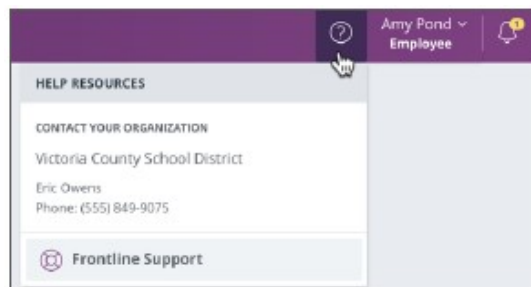 Amy Pond
1
Employee
HELP RESOURCES
CONTACT YOUR ORGANIZATION
Victoria County School District
Eric Owens
Phone: (555) 849-9075
Frontline Support